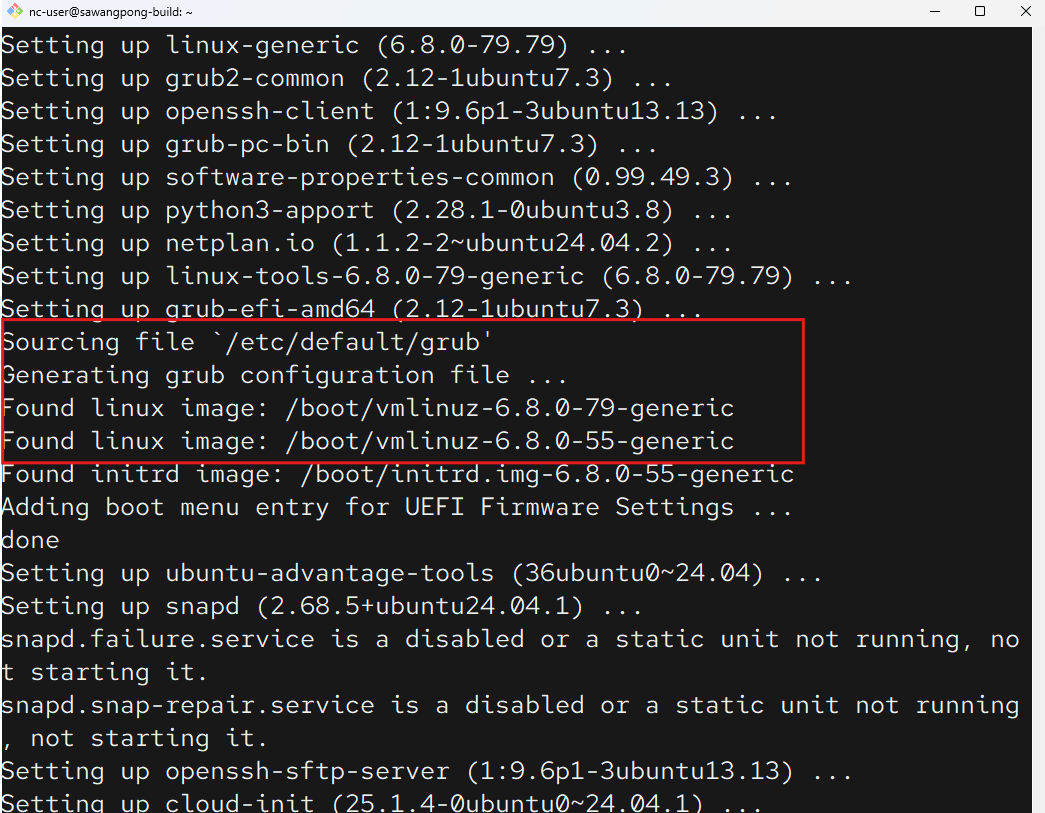 nc-user@sawangpong-build: ~
Setting up linux-generic (6.8.0-79.79) ...
Setting up grub2-common (2.12-1ubuntu7.3) ...
Setting up openssh-client (1:9.6p1-3ubuntu13.13) ...
Setting up grub-pc-bin (2.12-1ubuntu7.3) ...
Setting up software-properties-common (0.99.49.3) ...
Setting up python3-apport (2.28.1-0ubuntu3.8) ...
Setting up netplan.io (1.1.2-2~ubuntu24.04.2) ...
Setting up linux-tools-6.8.0-79-generic (6.8.0-79.79) ...
Setting up grub-efi-amd64 (2.12-1ubuntu7.3) ...
Sourcing file `/etc/default/grub'
Generating grub configuration file ...
Found linux image: /boot/vmlinuz-6.8.0-79-generic
Found linux image: /boot/vmlinuz-6.8.0-55-generic
Found initrd image: /boot/initrd.img-6.8.0-55-generic
Adding boot menu entry for UEFI Firmware Settings ...
done
Setting up ubuntu-advantage-tools (36ubuntu0~24.04) ...
Setting up snapd (2.68.5+ubuntu24.04.1) ...
snapd.failure.service is a disabled or a static unit not running, no
t starting it.
snapd.snap-repair.service is a disabled or a static unit not running
, not starting it.
Setting up openssh-sftp-server (1:9.6p1-3ubuntu13.13) ...
Setting up cloud-init (25.1.4-0ubuntu0~24.04.1) ...